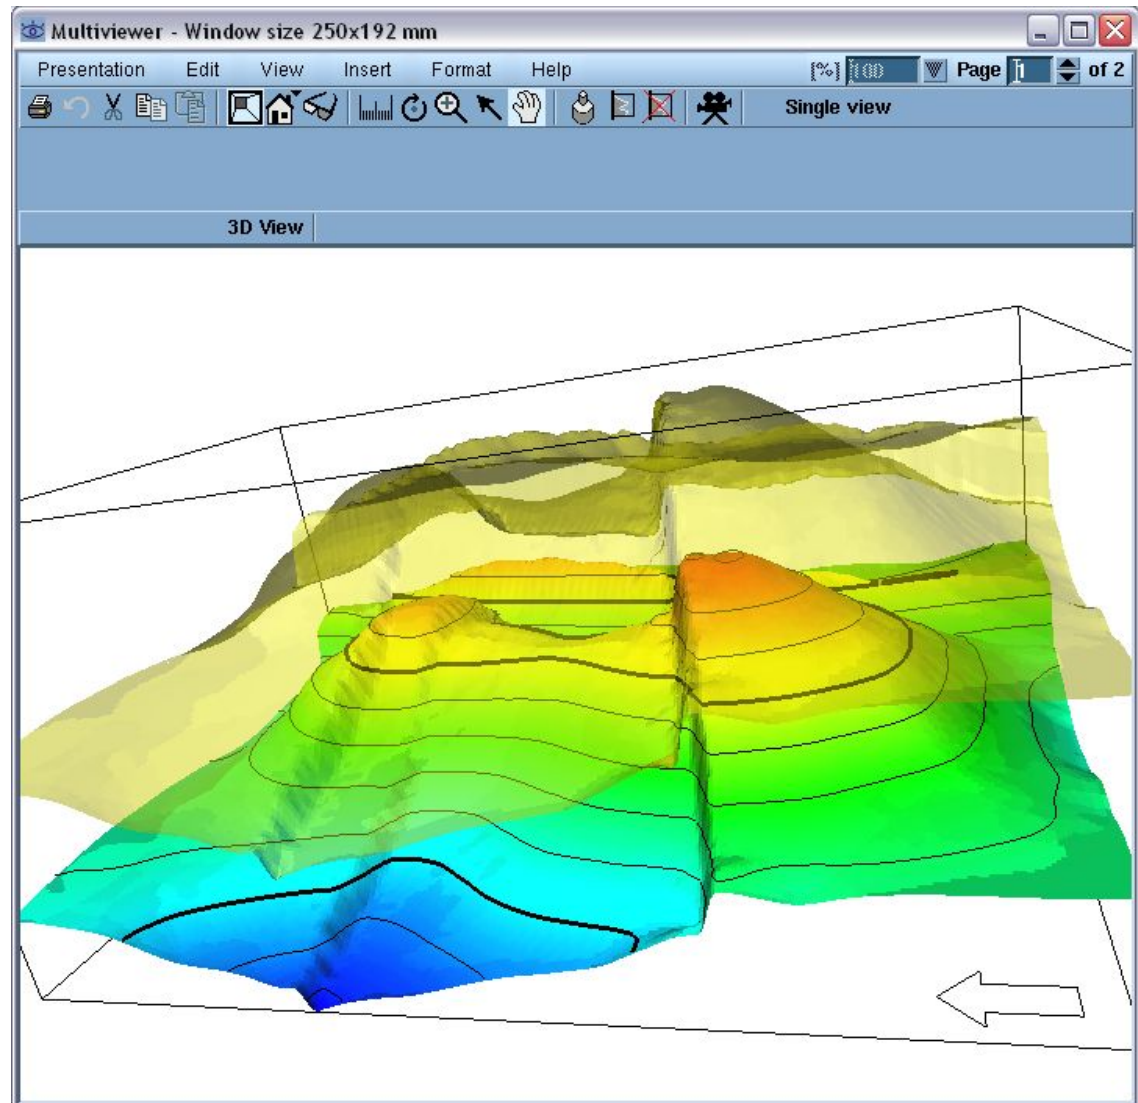 Multiviewer - Window size 250x192 mm
Presentation Edit View Insert Format Help [%] 100 Page 1 of 2
Single view
3D View